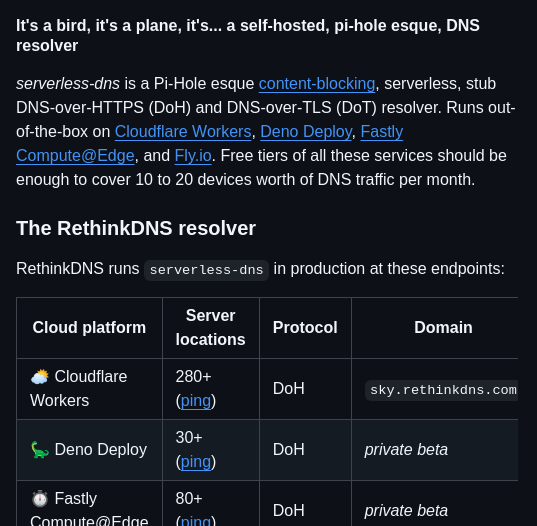 It's a bird, it's a plane, it's... a self-hosted, pi-hole esque, DNS
resolver
serverless-dns is a Pi-Hole esque content-blocking, serverless, stub
DNS-over-HTTPS (DoH) and DNS-over-TLS (DoT) resolver. Runs out-
of-the-box on Cloudflare Workers, Deno Deploy, Fastly
Compute@Edge, and Fly.io. Free tiers of all these services should be
enough to cover 10 to 20 devices worth of DNS traffic per month.
The RethinkDNS resolver
RethinkDNS runs serverless-dns in production at these endpoints:
Cloud platform
Server
locations
Protocol
Domain
⛅ Cloudflare
Workers
280+
(ping)
DoH
sky.rethinkdns.com
🦕 Deno Deploy
30+
(ping)
DoH
private beta
⏱️ Fastly
Compute@Edge
80+
(ping)
DoH
private beta